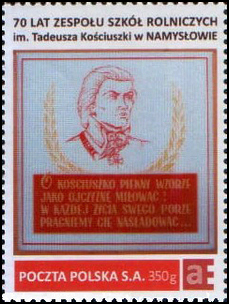 70 LAT ZESPOŁU SZKÓŁ ROLNICZYCH
im. Tadeusza Kościuszki w NAMYSŁOWIE
O KOŚCIUSZKO PIĘKNY WZORZE
JAKO OJCZYZNĘ MIŁOWAĆ !
W KAŻDEJ ŻYCIA SWEGO PORZE
PRAGNIEMY CIĘ NAŚLADOWAĆ...
POCZTA POLSKA S.A. 350g a